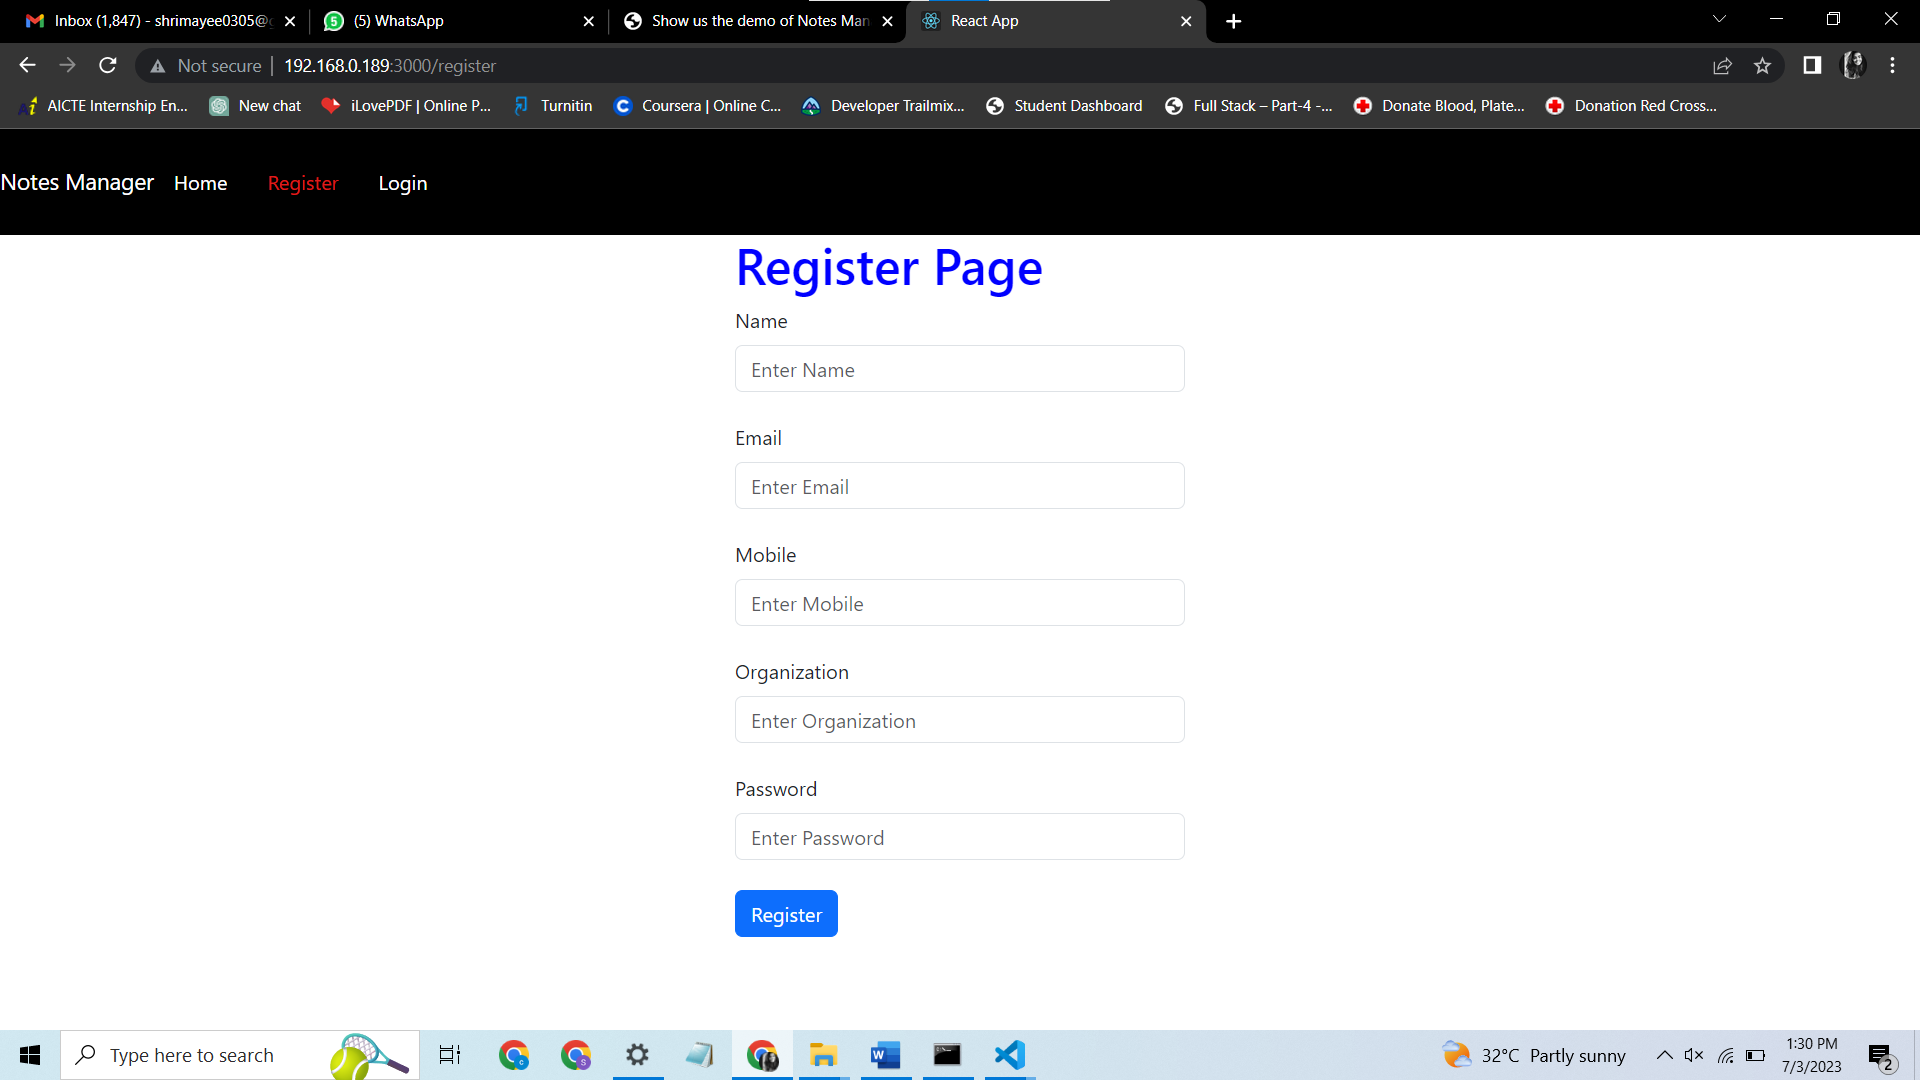 Inbox (1,847) - shrimayee0305@
(5) WhatsApp
Show us the demo of Notes Man
React App
Not secure
192.168.0.189:3000/register
AICTE Internship En...
New chat
iLovePDF | Online P...
Turnitin
Coursera | Online C...
Developer Trailmix...
Student Dashboard
Full Stack – Part-4 -...
Donate Blood, Plate...
Donation Red Cross...
Notes Manager
Home
Register
Login
Register Page
Name
Enter Name
Email
Enter Email
Mobile
Enter Mobile
Organization
Enter Organization
Password
Enter Password
Register
Type here to search
32°C Partly sunny
1:30 PM
7/3/2023
2